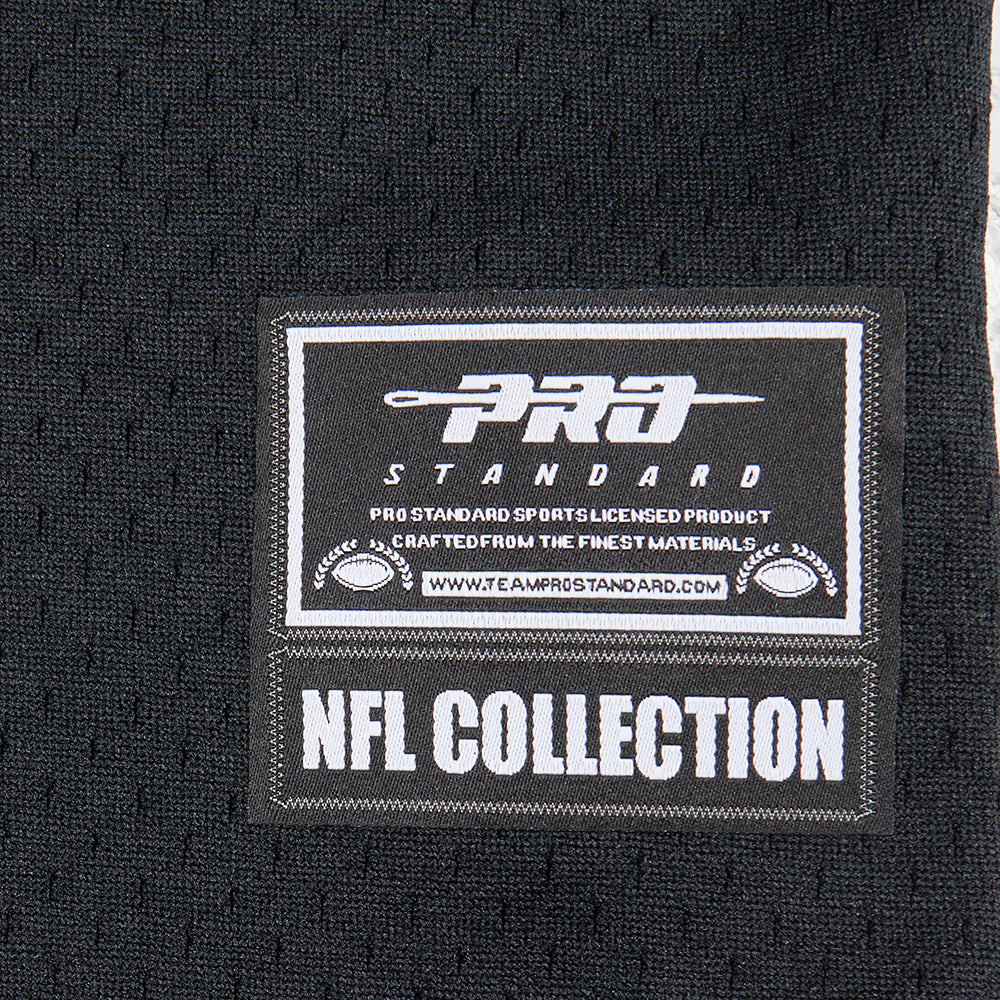 PRO
STANDARD
PRO STANDARD SPORTS LICENSED PRODUCT
CRAFTED FROM THE FINEST MATERIALS
WWW.TEAMPROSTANDARD.COM
NFL COLLECTION